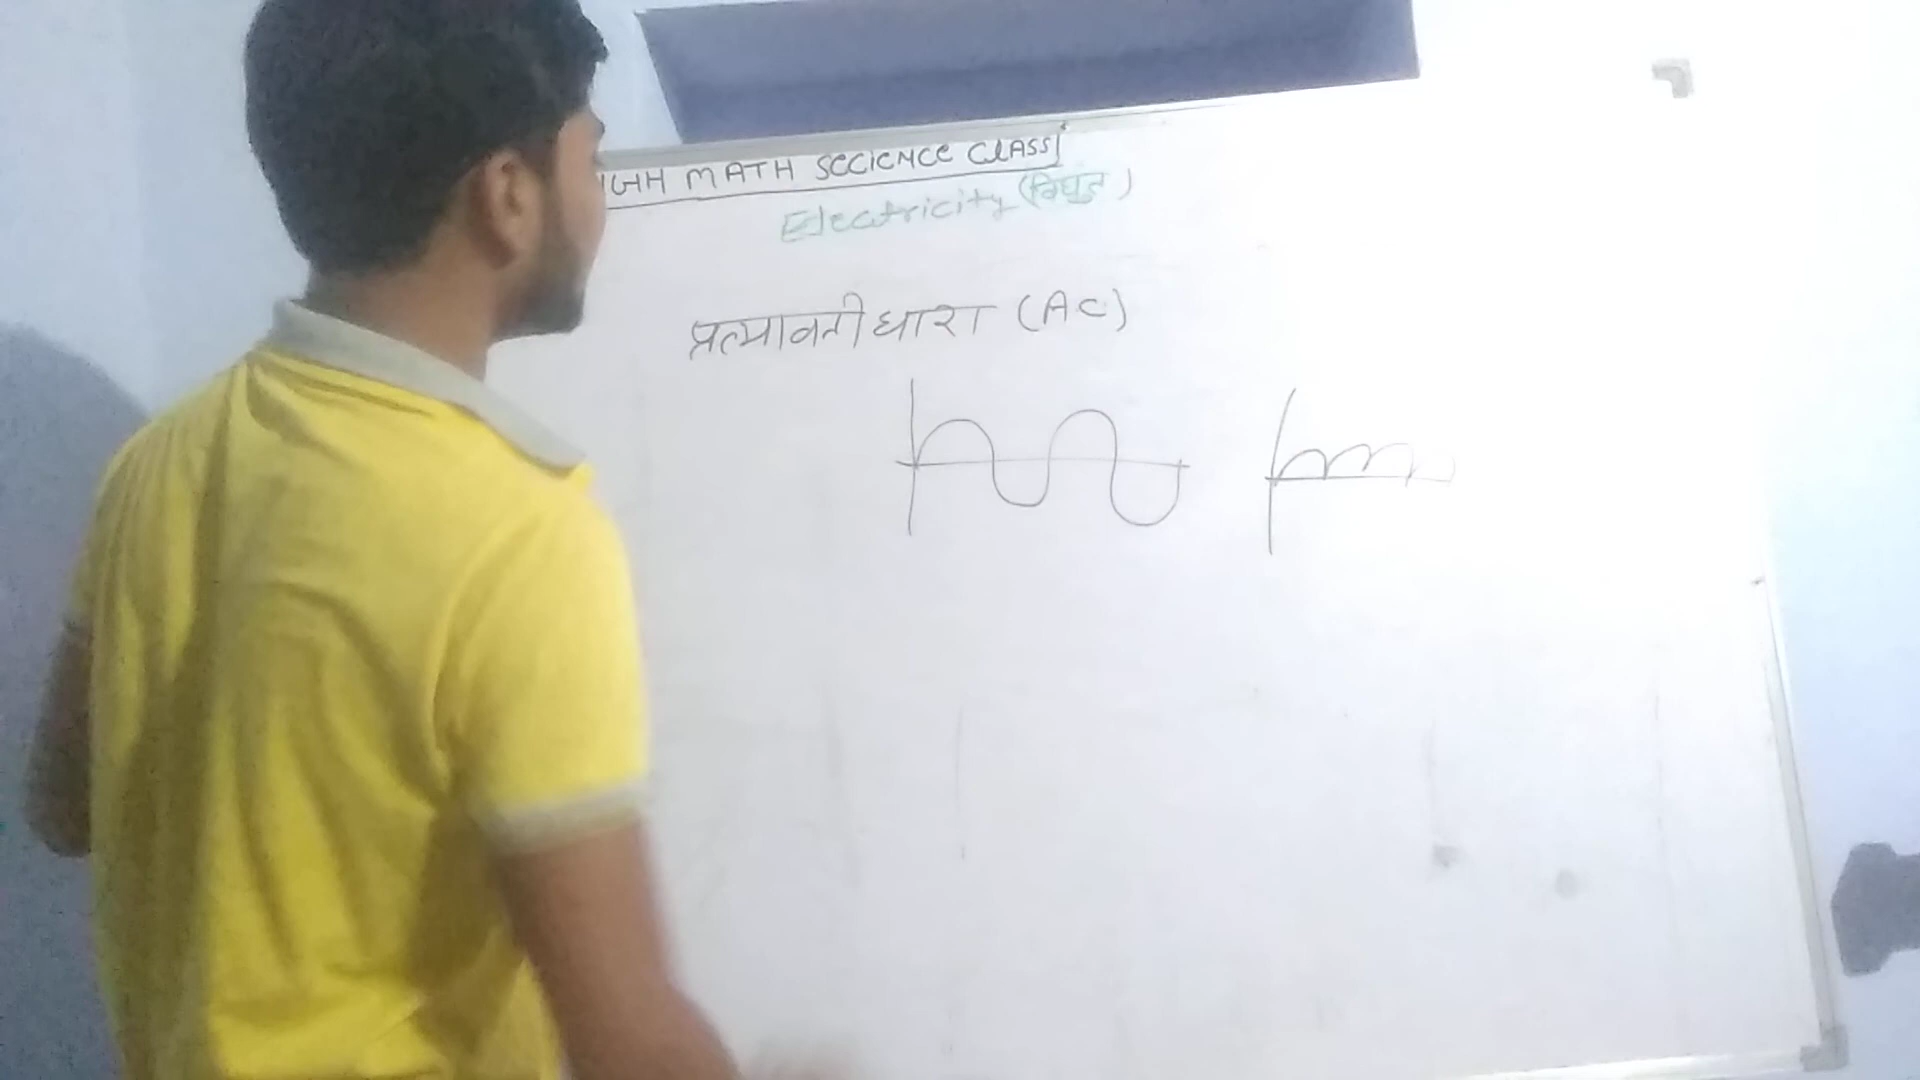 MATH SCCIENCE CLASS
Electricity (विघुत)
प्रत्यावर्ती धारा (AC)